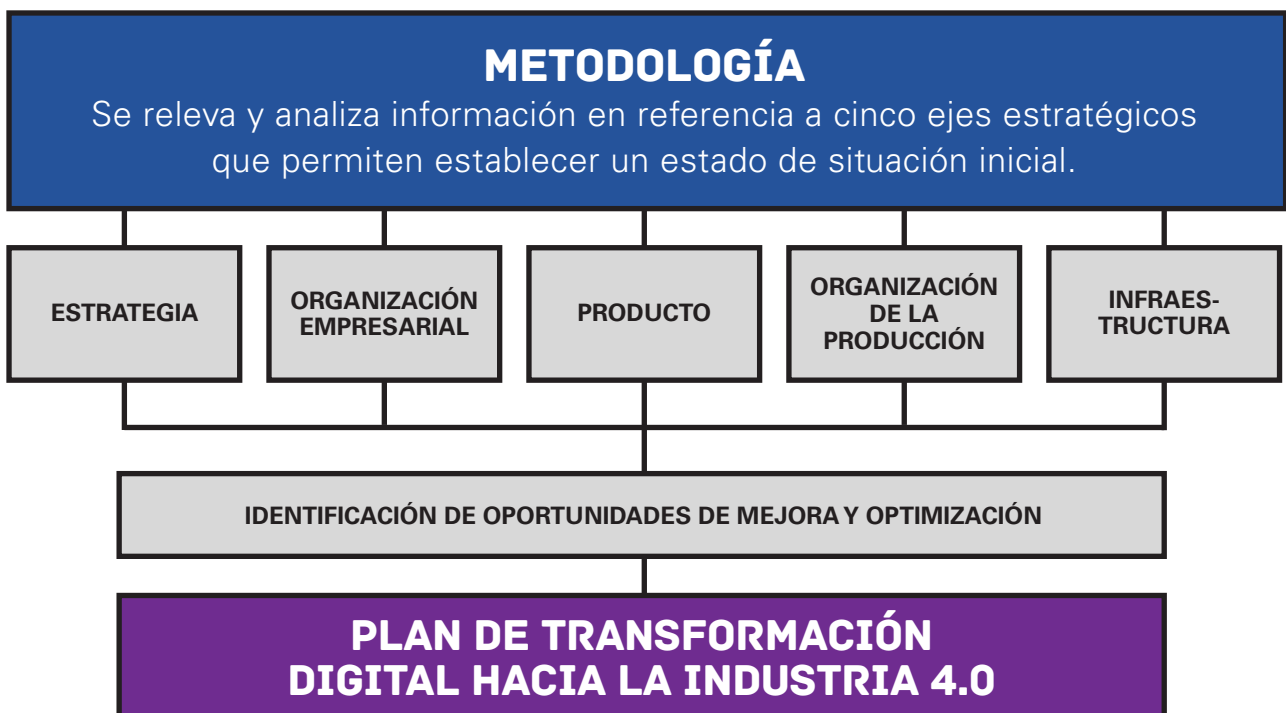 METODOLOGÍA
Se releva y analiza información en referencia a cinco ejes estratégicos
que permiten establecer un estado de situación inicial.
ESTRATEGIA
ORGANIZACIÓN
EMPRESARIAL
PRODUCTO
ORGANIZACIÓN
DE LA
PRODUCCIÓN
INFRAES-
TRUCTURA
IDENTIFICACIÓN DE OPORTUNIDADES DE MEJORA Y OPTIMIZACIÓN
PLAN DE TRANSFORMACIÓN
DIGITAL HACIA LA INDUSTRIA 4.0